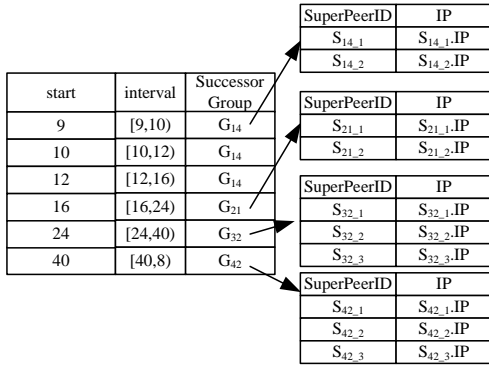 start interval Successor Group
9 [9,10) G14
10 [10,12) G14
12 [12,16) G14
16 [16,24) G21
24 [24,40) G32
40 [40,8) G42
SuperPeerID IP
S14_1 S14_1.IP
S14_2 S14_2.IP
SuperPeerID IP
S21_1 S21_1.IP
S21_2 S21_2.IP
SuperPeerID IP
S32_1 S32_1.IP
S32_2 S32_2.IP
S32_3 S32_3.IP
SuperPeerID IP
S42_1 S42_1.IP
S42_2 S42_2.IP
S42_3 S42_3.IP